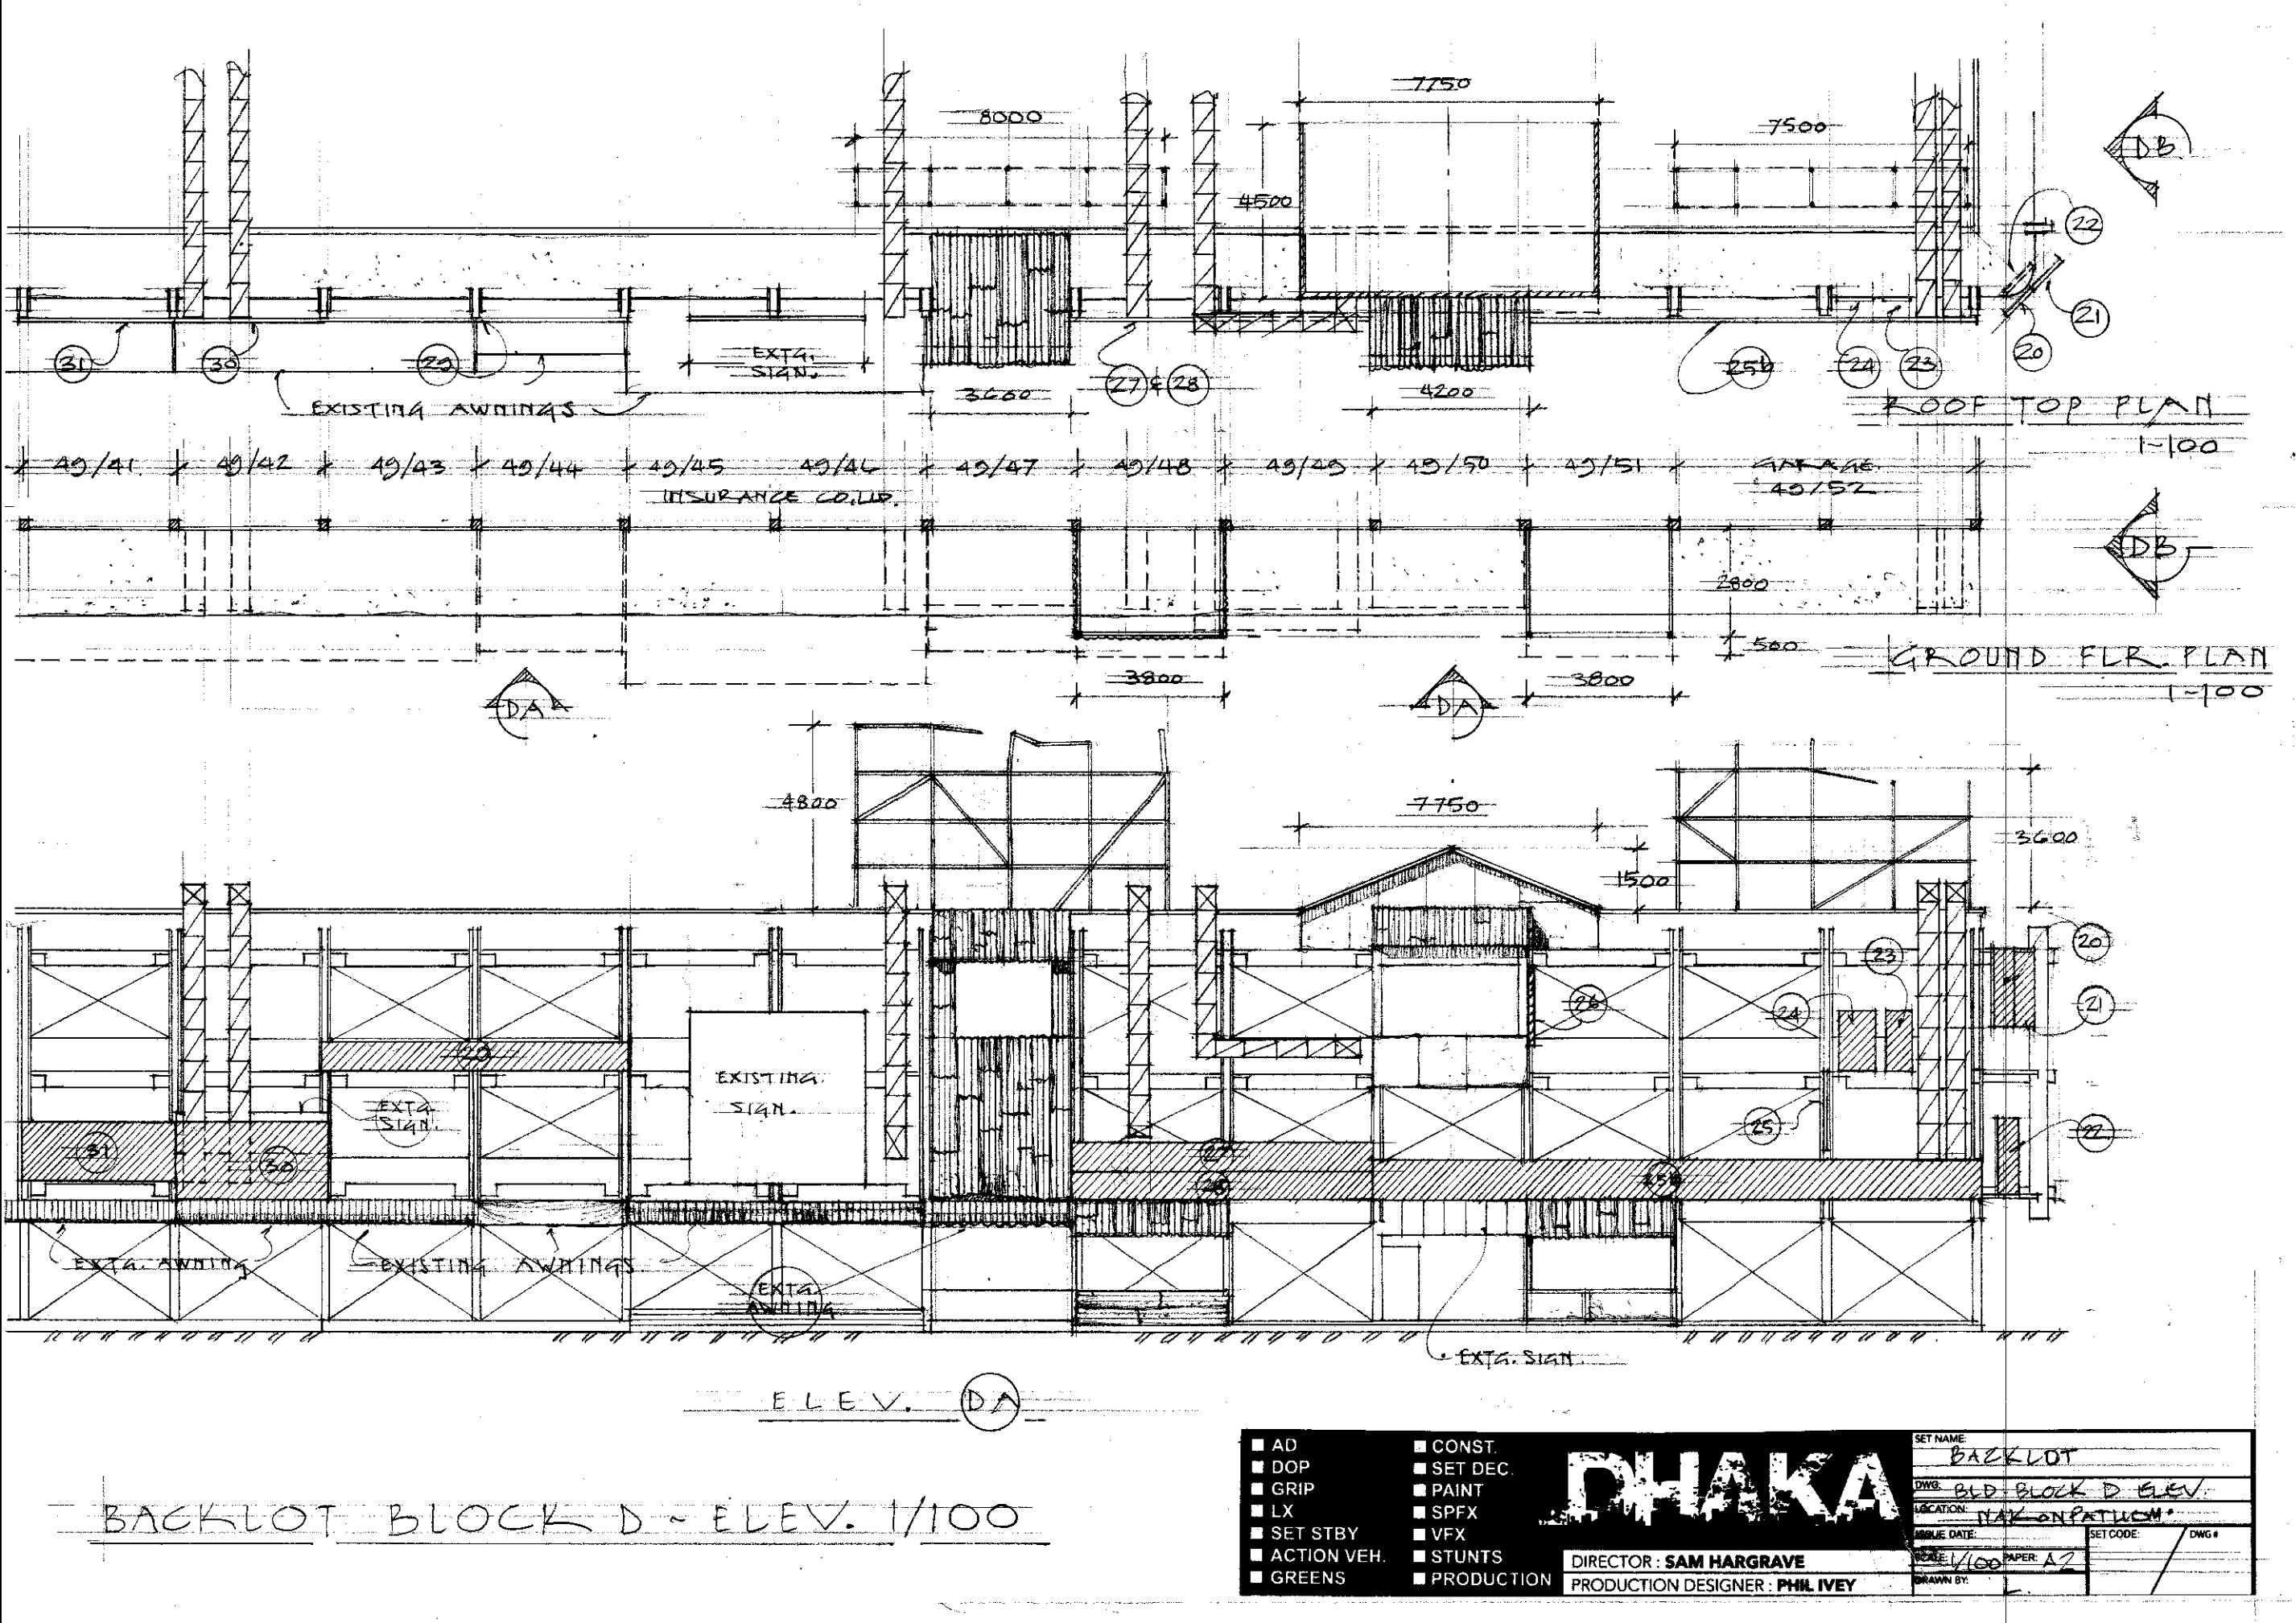 7750
8000
7500
DB
4500
22
21
20
31
30
29
EXTG.
SIGN.
27 & 28
25b
24
23
EXISTING AWNINGS
3600
4200
ROOF TOP PLAN
1-100
49/41
49/42
49/43
49/44
49/45
49/46
49/47
49/48
49/49
49/50
49/51
GARAGE
49/52
INSURANCE CO. LTD.
DB
2800
500
GROUND FLR. PLAN
1-100
3800
3800
DA
DA
4800
7750
3600
1500
20
23
21
26
24
29
EXISTING
SIGN.
EXTG.
SIGN.
25
22
31
30
27
28
25b
EXTG. AWNING
EXISTING AWNINGS
EXTG.
AWNING
EXTG. SIGN.
ELEV. DA
BACKLOT BLOCK D - ELEV. 1/100
AD
DOP
GRIP
LX
SET STBY
ACTION VEH.
GREENS
CONST.
SET DEC.
PAINT
SPFX
VFX
STUNTS
PRODUCTION
DHAKA
DIRECTOR : SAM HARGRAVE
PRODUCTION DESIGNER : PHIL IVEY
SET NAME:
BACKLOT
DWG: BLD BLOCK D ELEV.
LOCATION: NAKONPATHOM.
ISSUE DATE:
SET CODE:
DWG #
SCALE: 1/100 PAPER: A2
DRAWN BY: